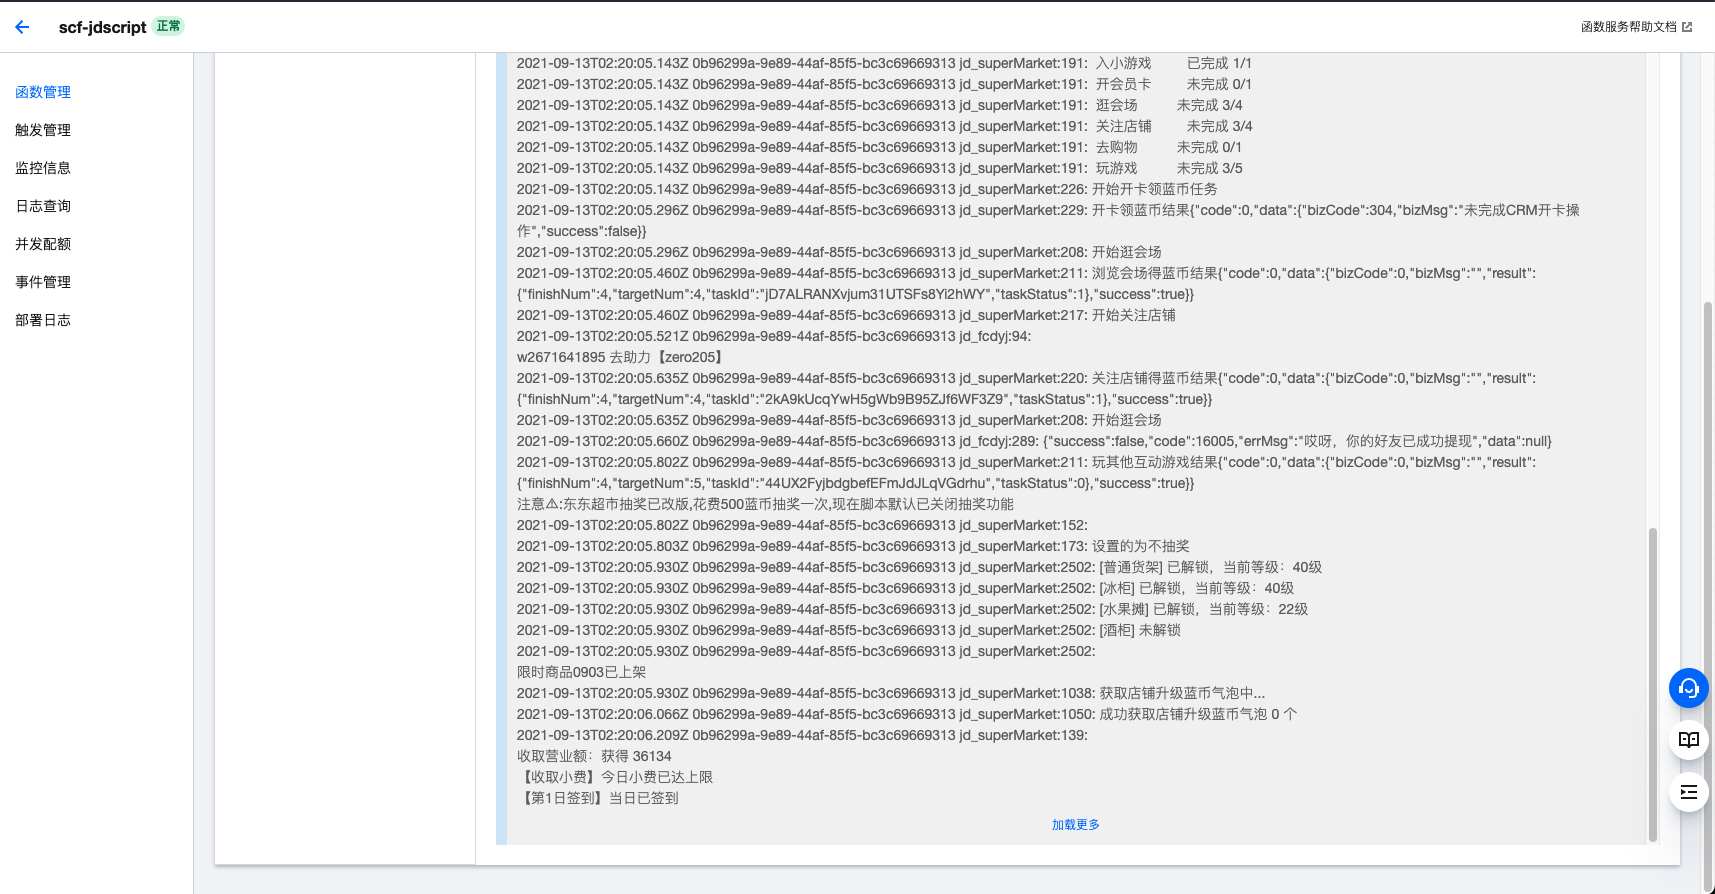 scf-jdscript 正常
函数服务帮助文档
函数管理
触发管理
监控信息
日志查询
并发配额
事件管理
部署日志
2021-09-13T02:20:05.143Z 0b96299a-9e89-44af-85f5-bc3c69669313 jd_superMarket:191: 入小游戏 已完成 1/1
2021-09-13T02:20:05.143Z 0b96299a-9e89-44af-85f5-bc3c69669313 jd_superMarket:191: 开会员卡 未完成 0/1
2021-09-13T02:20:05.143Z 0b96299a-9e89-44af-85f5-bc3c69669313 jd_superMarket:191: 逛会场 未完成 3/4
2021-09-13T02:20:05.143Z 0b96299a-9e89-44af-85f5-bc3c69669313 jd_superMarket:191: 关注店铺 未完成 3/4
2021-09-13T02:20:05.143Z 0b96299a-9e89-44af-85f5-bc3c69669313 jd_superMarket:191: 去购物 未完成 0/1
2021-09-13T02:20:05.143Z 0b96299a-9e89-44af-85f5-bc3c69669313 jd_superMarket:191: 玩游戏 未完成 3/5
2021-09-13T02:20:05.143Z 0b96299a-9e89-44af-85f5-bc3c69669313 jd_superMarket:226: 开始开卡领蓝币任务
2021-09-13T02:20:05.296Z 0b96299a-9e89-44af-85f5-bc3c69669313 jd_superMarket:229: 开卡领蓝币结果{"code":0,"data":{"bizCode":304,"bizMsg":"未完成CRM开卡操
作","success":false}}
2021-09-13T02:20:05.296Z 0b96299a-9e89-44af-85f5-bc3c69669313 jd_superMarket:208: 开始逛会场
2021-09-13T02:20:05.460Z 0b96299a-9e89-44af-85f5-bc3c69669313 jd_superMarket:211: 浏览会场得蓝币结果{"code":0,"data":{"bizCode":0,"bizMsg":"","result":
{"finishNum":4,"targetNum":4,"taskId":"jD7ALRANXvjum31UTSFs8Yi2hWY","taskStatus":1},"success":true}}
2021-09-13T02:20:05.460Z 0b96299a-9e89-44af-85f5-bc3c69669313 jd_superMarket:217: 开始关注店铺
2021-09-13T02:20:05.521Z 0b96299a-9e89-44af-85f5-bc3c69669313 jd_fcdyj:94:
w2671641895 去助力【zero205】
2021-09-13T02:20:05.635Z 0b96299a-9e89-44af-85f5-bc3c69669313 jd_superMarket:220: 关注店铺得蓝币结果{"code":0,"data":{"bizCode":0,"bizMsg":"","result":
{"finishNum":4,"targetNum":4,"taskId":"2kA9kUcqYwH5gWb9B95ZJf6WF3Z9","taskStatus":1},"success":true}}
2021-09-13T02:20:05.635Z 0b96299a-9e89-44af-85f5-bc3c69669313 jd_superMarket:208: 开始逛会场
2021-09-13T02:20:05.660Z 0b96299a-9e89-44af-85f5-bc3c69669313 jd_fcdyj:289: {"success":false,"code":16005,"errMsg":"哎呀，你的好友已成功提现","data":null}
2021-09-13T02:20:05.802Z 0b96299a-9e89-44af-85f5-bc3c69669313 jd_superMarket:211: 玩其他互动游戏结果{"code":0,"data":{"bizCode":0,"bizMsg":"","result":
{"finishNum":4,"targetNum":5,"taskId":"44UX2FyjbdgbefEFmJdJLqVGdrhu","taskStatus":0},"success":true}}
注意⚠:东东超市抽奖已改版,花费500蓝币抽奖一次,现在脚本默认已关闭抽奖功能
2021-09-13T02:20:05.802Z 0b96299a-9e89-44af-85f5-bc3c69669313 jd_superMarket:152:
2021-09-13T02:20:05.803Z 0b96299a-9e89-44af-85f5-bc3c69669313 jd_superMarket:173: 设置的为不抽奖
2021-09-13T02:20:05.930Z 0b96299a-9e89-44af-85f5-bc3c69669313 jd_superMarket:2502: [普通货架] 已解锁，当前等级：40级
2021-09-13T02:20:05.930Z 0b96299a-9e89-44af-85f5-bc3c69669313 jd_superMarket:2502: [冰柜] 已解锁，当前等级：40级
2021-09-13T02:20:05.930Z 0b96299a-9e89-44af-85f5-bc3c69669313 jd_superMarket:2502: [水果摊] 已解锁，当前等级：22级
2021-09-13T02:20:05.930Z 0b96299a-9e89-44af-85f5-bc3c69669313 jd_superMarket:2502: [酒柜] 未解锁
2021-09-13T02:20:05.930Z 0b96299a-9e89-44af-85f5-bc3c69669313 jd_superMarket:2502:
限时商品0903已上架
2021-09-13T02:20:05.930Z 0b96299a-9e89-44af-85f5-bc3c69669313 jd_superMarket:1038: 获取店铺升级蓝币气泡中...
2021-09-13T02:20:06.066Z 0b96299a-9e89-44af-85f5-bc3c69669313 jd_superMarket:1050: 成功获取店铺升级蓝币气泡 0 个
2021-09-13T02:20:06.209Z 0b96299a-9e89-44af-85f5-bc3c69669313 jd_superMarket:139:
收取营业额：获得 36134
【收取小费】今日小费已达上限
【第1日签到】当日已签到
加载更多